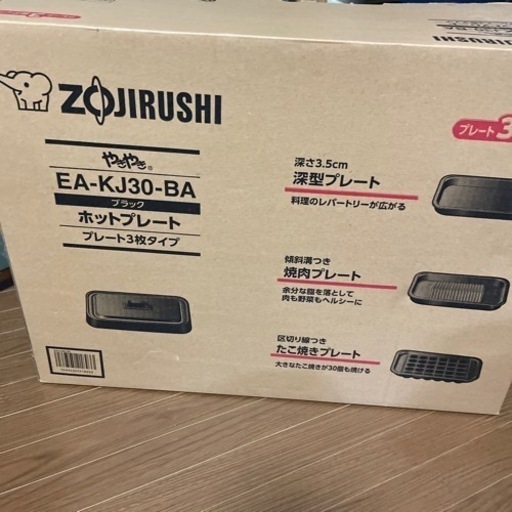 ZOJIRUSHI
やきやき®
EA-KJ30-BA
ブラック
ホットプレート
プレート3枚タイプ
プレート3
深さ3.5cm
深型プレート
料理のレパートリーが広がる
傾斜溝つき
焼肉プレート
余分な脂を落として
肉も野菜もヘルシーに
区切り線つき
たこ焼きプレート
大きなたこ焼きが30個も焼ける